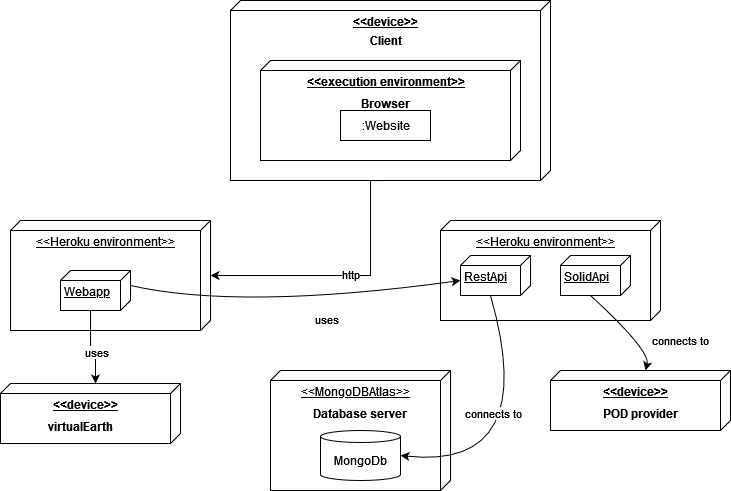 <<device>>
Client
<<execution environment>>
Browser
:Website
<<Heroku environment>>
Webapp
http
<<Heroku environment>>
RestApi
SolidApi
uses
uses
connects to
<<device>>
virtualEarth
<<MongoDBAtlas>>
Database server
MongoDb
connects to
<<device>>
POD provider